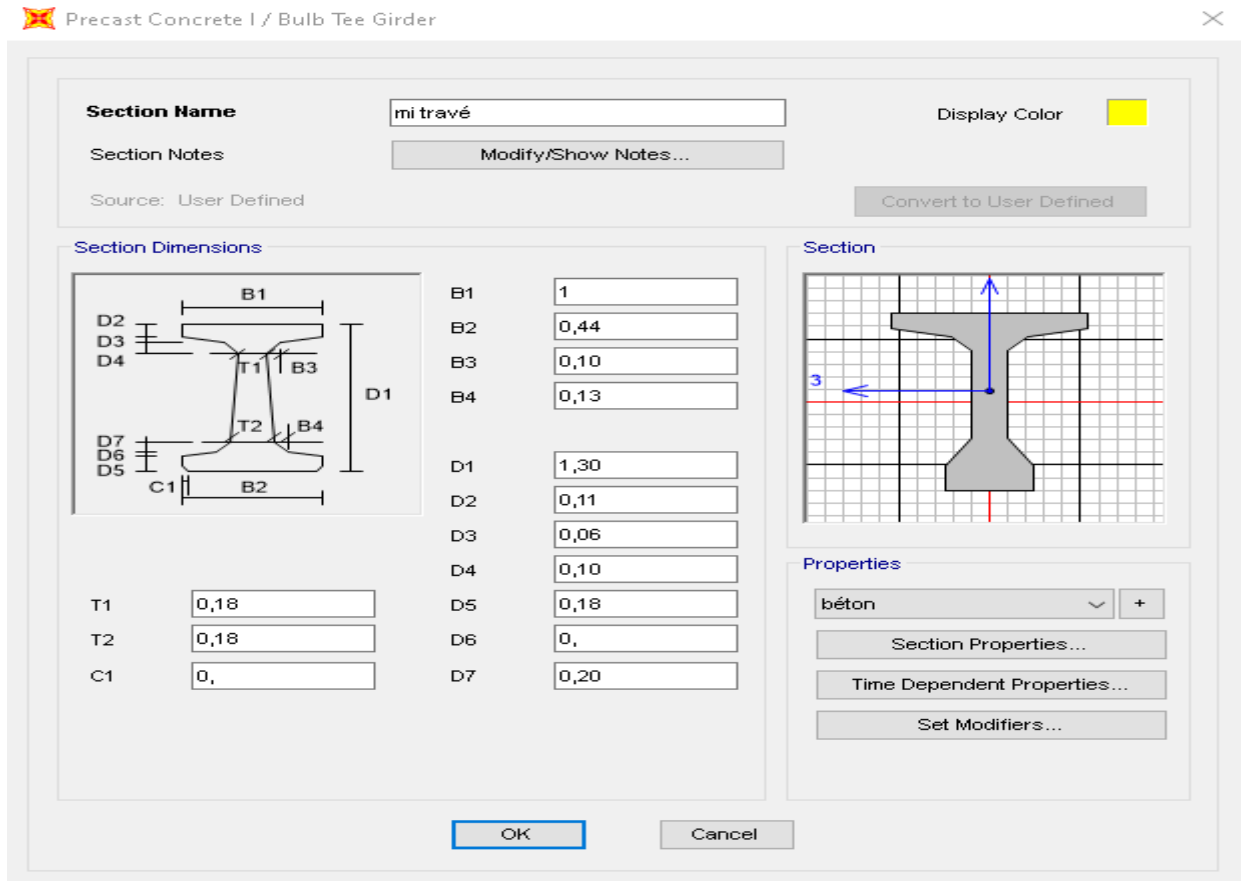 Precast Concrete I / Bulb Tee Girder
Section Name
mi travé
Display Color
Section Notes
Modify/Show Notes...
Source: User Defined
Convert to User Defined
Section Dimensions
B1
D2
D3
D4
T1
B3
D1
T2
B4
D7
D6
D5
C1
B2
B1 1
B2 0,44
B3 0,10
B4 0,13
D1 1,30
D2 0,11
D3 0,06
D4 0,10
T1 0,18
D5 0,18
T2 0,18
D6 0,
C1 0,
D7 0,20
Section
3
Properties
béton
+
Section Properties...
Time Dependent Properties...
Set Modifiers...
OK
Cancel